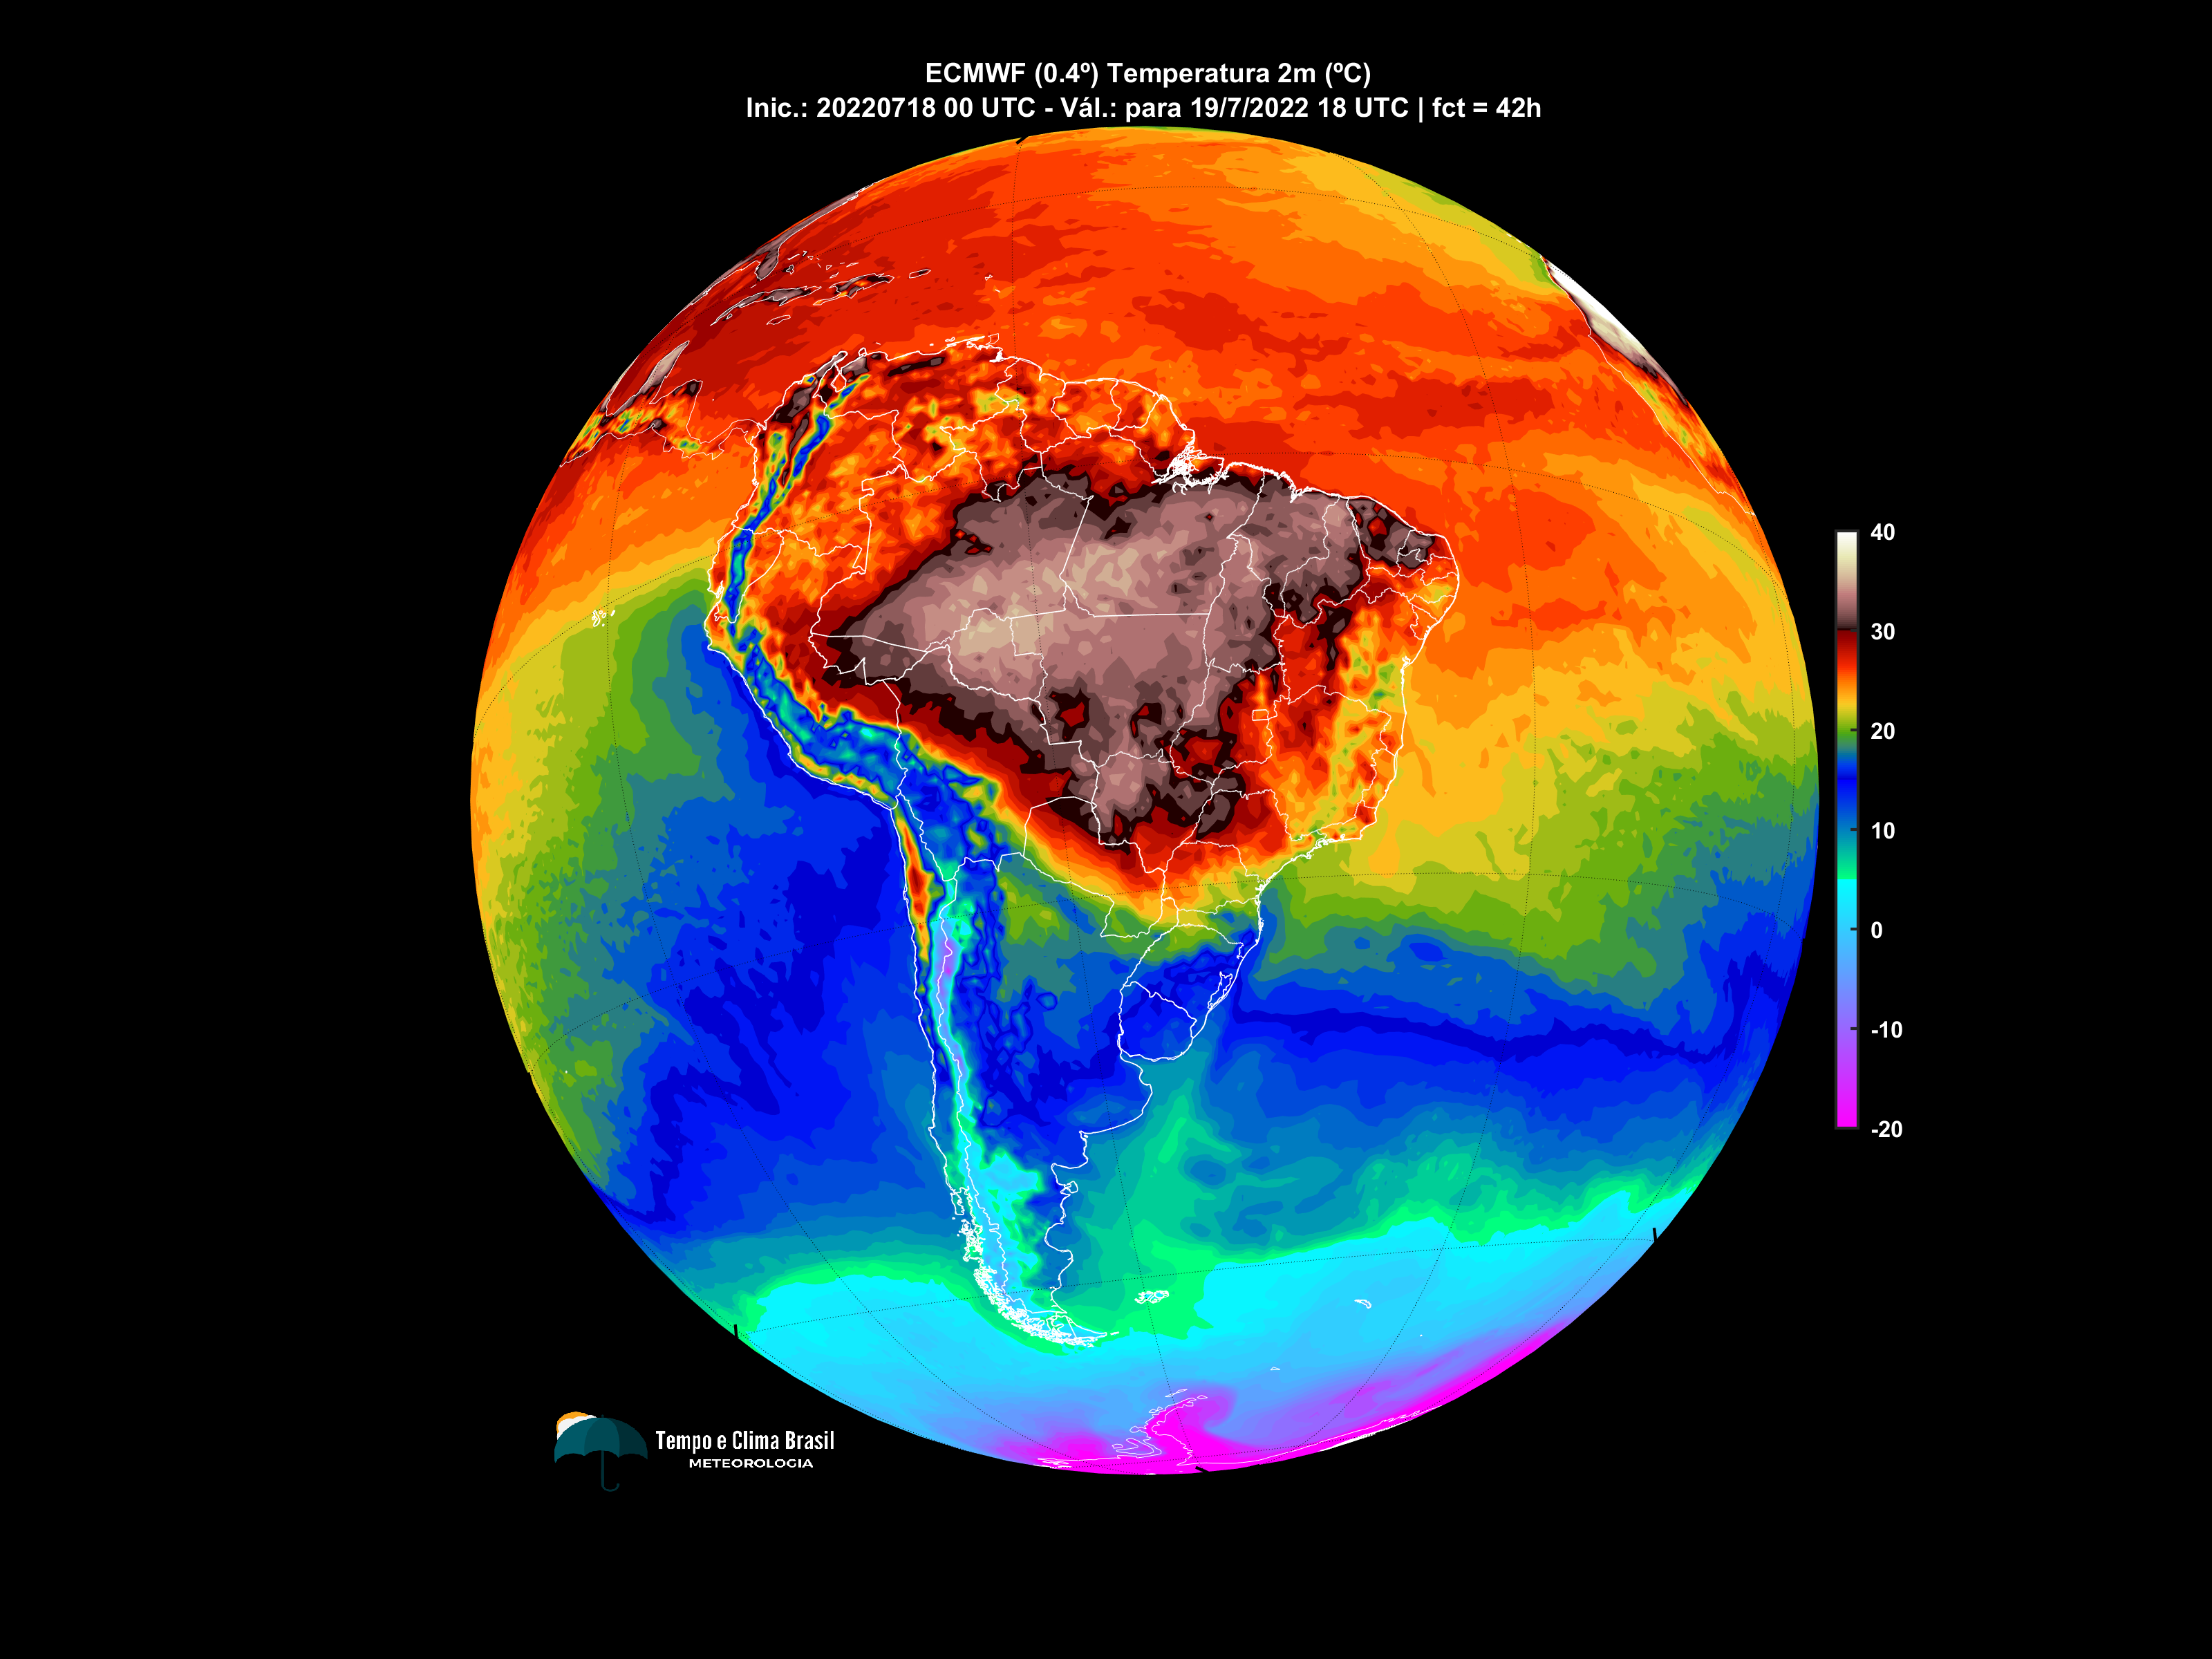 ECMWF (0.4º) Temperatura 2m (ºC)
Inic.: 20220718 00 UTC - Vál.: para 19/7/2022 18 UTC | fct = 42h
40
30
20
10
0
-10
-20
Tempo e Clima Brasil
METEOROLOGIA